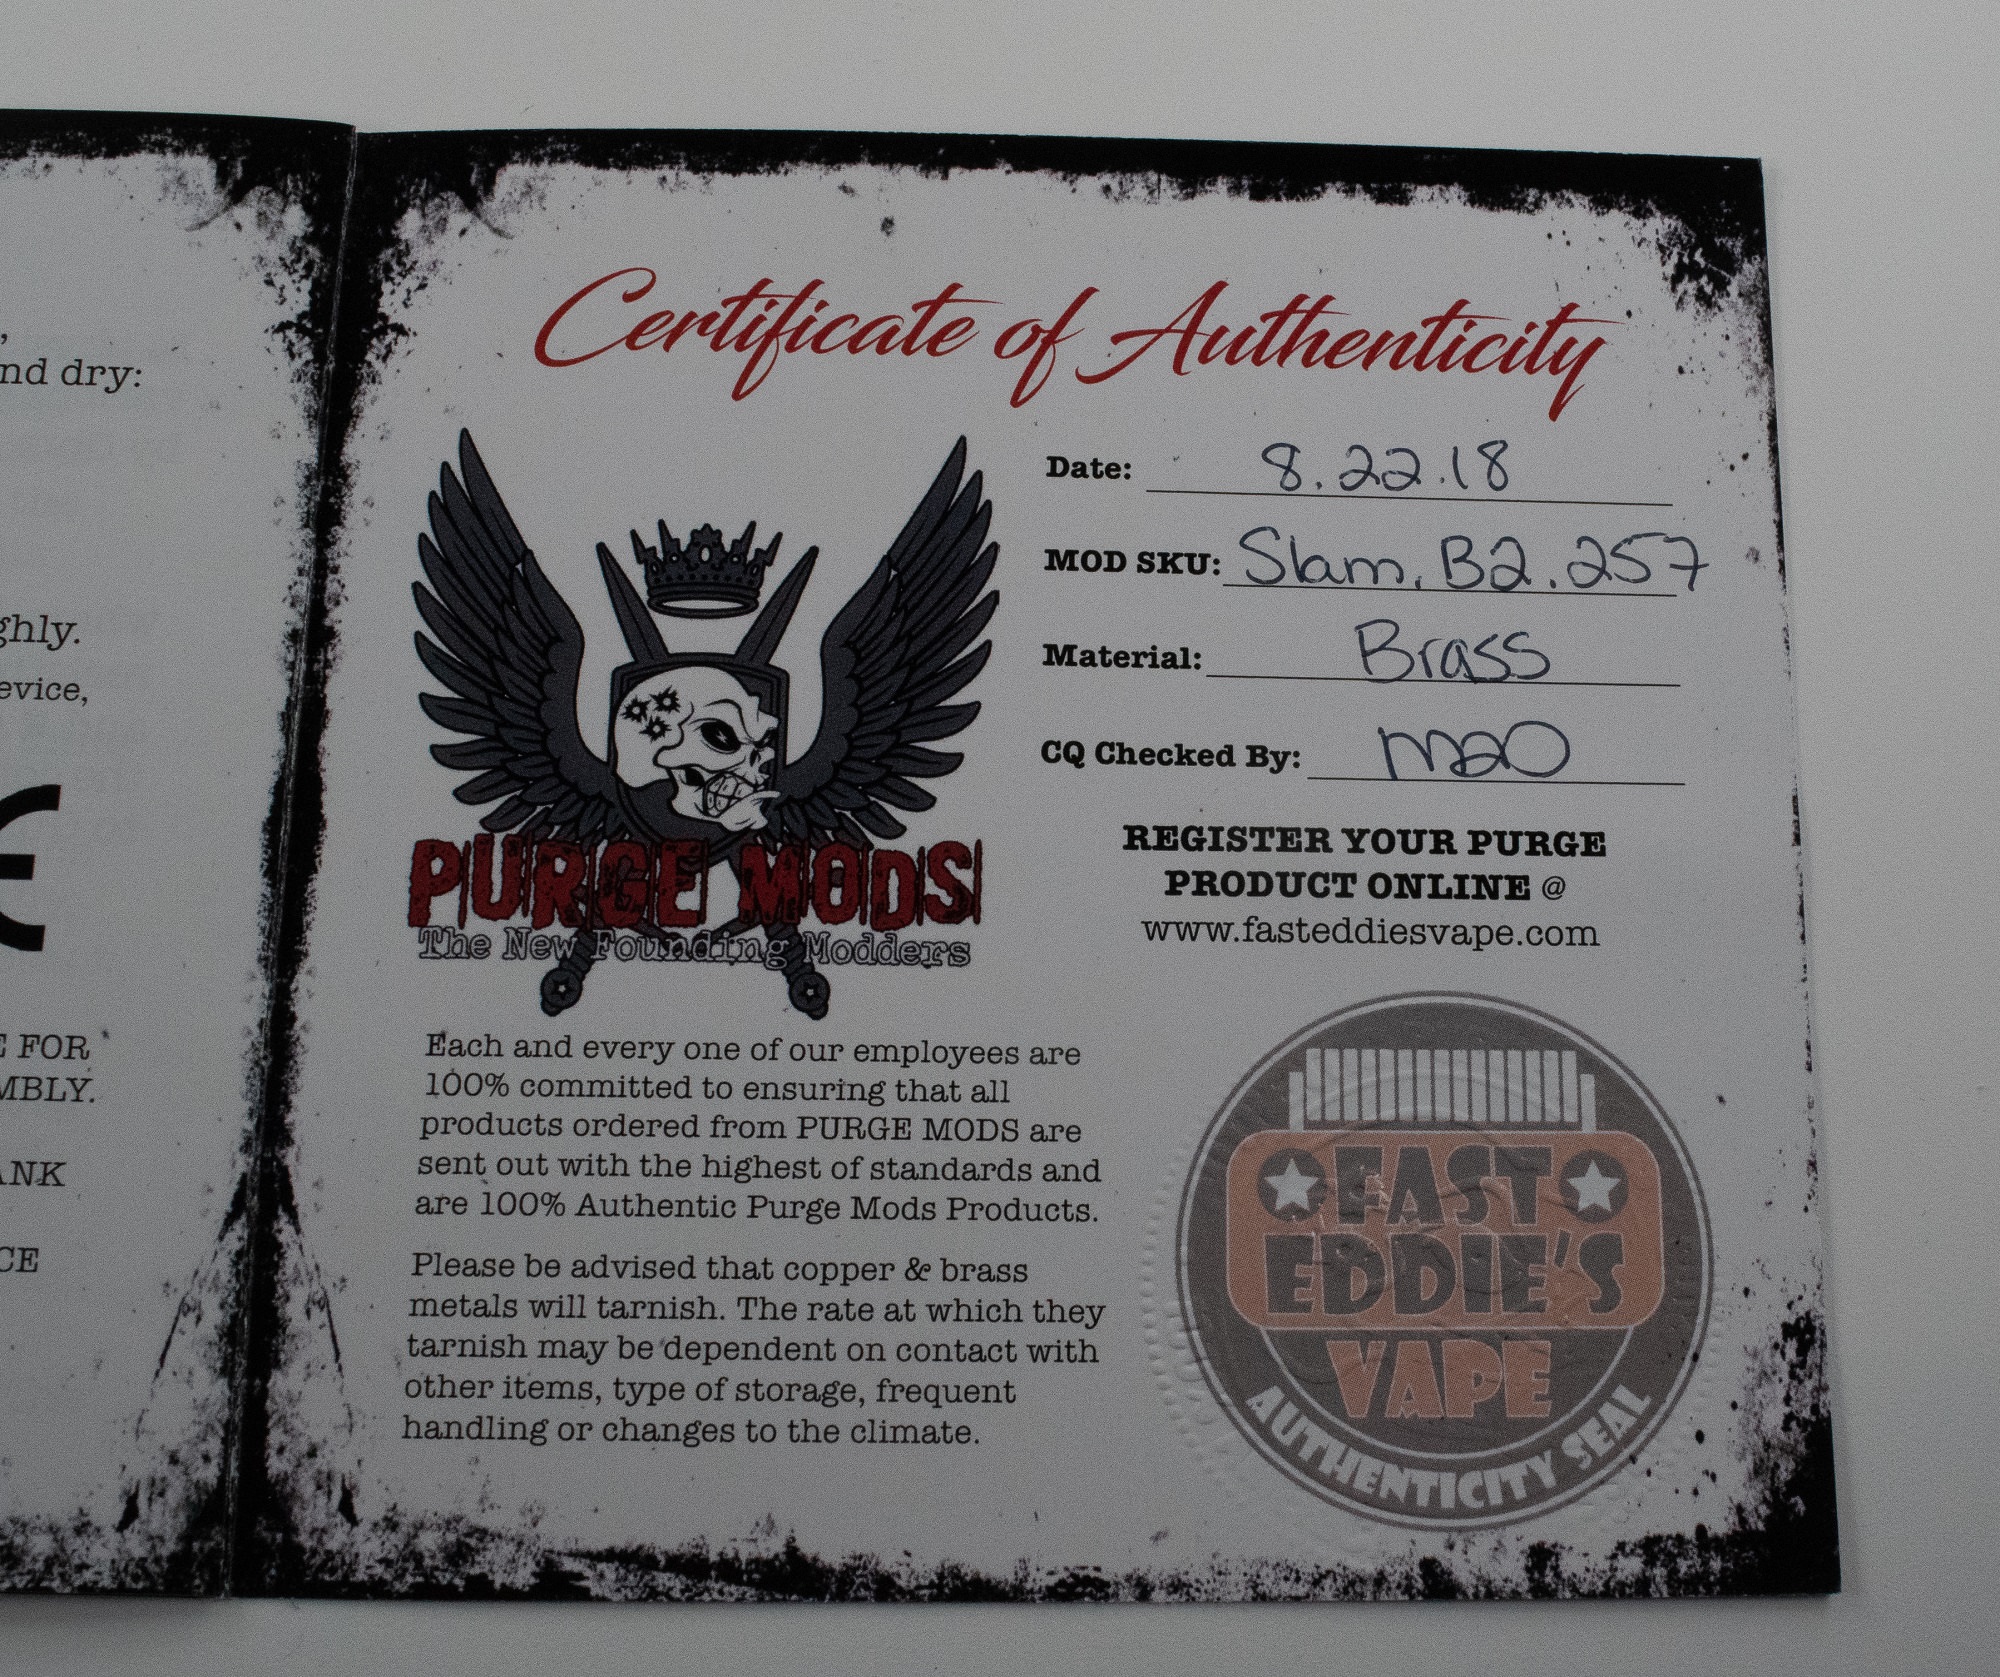 nd dry:
ghly.
evice,
E FOR
MBLY.
ANK
CE
Certificate of Authenticity
Date: 8.22.18
MOD SKU: Slam.B2.257
Material: Brass
CQ Checked By: mao
REGISTER YOUR PURGE
PRODUCT ONLINE @
www.fasteddiesvape.com
PURGE MODS
The New Founding Modders
Each and every one of our employees are
100% committed to ensuring that all
products ordered from PURGE MODS are
sent out with the highest of standards and
are 100% Authentic Purge Mods Products.
Please be advised that copper & brass
metals will tarnish. The rate at which they
tarnish may be dependent on contact with
other items, type of storage, frequent
handling or changes to the climate.
FAST
EDDIE'S
VAPE
AUTHENTICITY SEAL